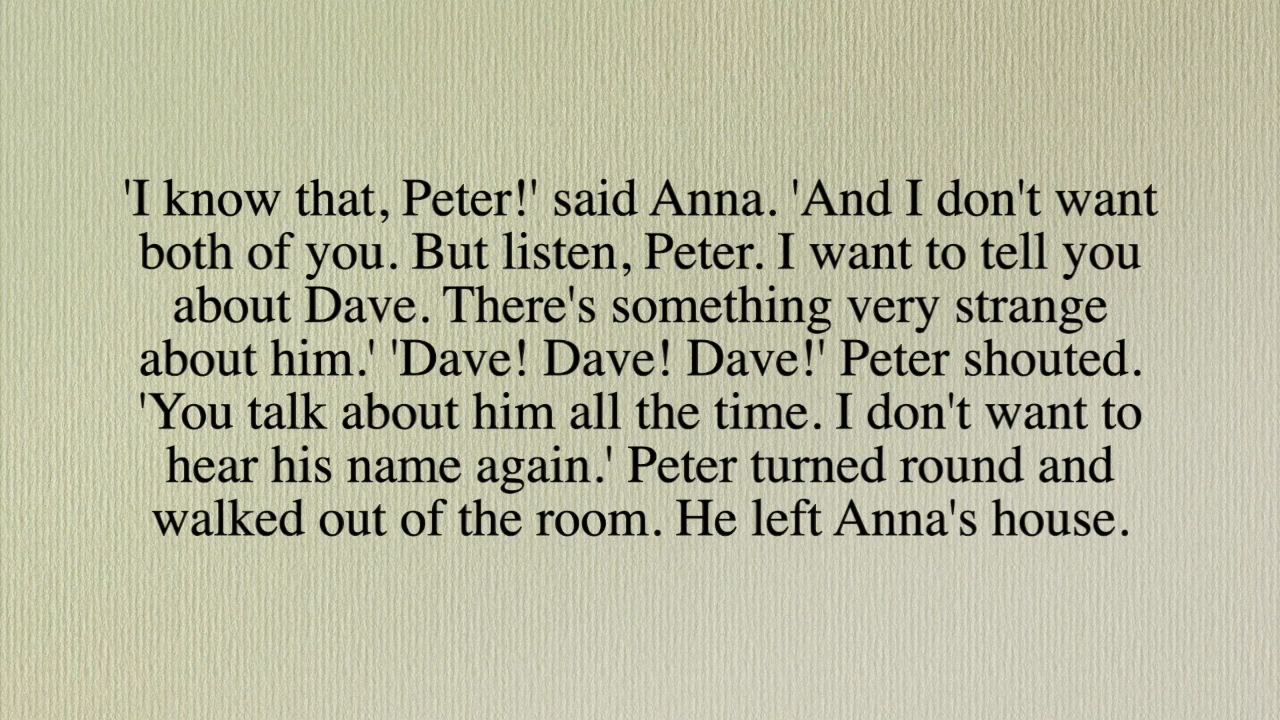 'I know that, Peter!' said Anna. 'And I don't want
both of you. But listen, Peter. I want to tell you
about Dave. There's something very strange
about him.' 'Dave! Dave! Dave!' Peter shouted.
'You talk about him all the time. I don't want to
hear his name again.' Peter turned round and
walked out of the room. He left Anna's house.